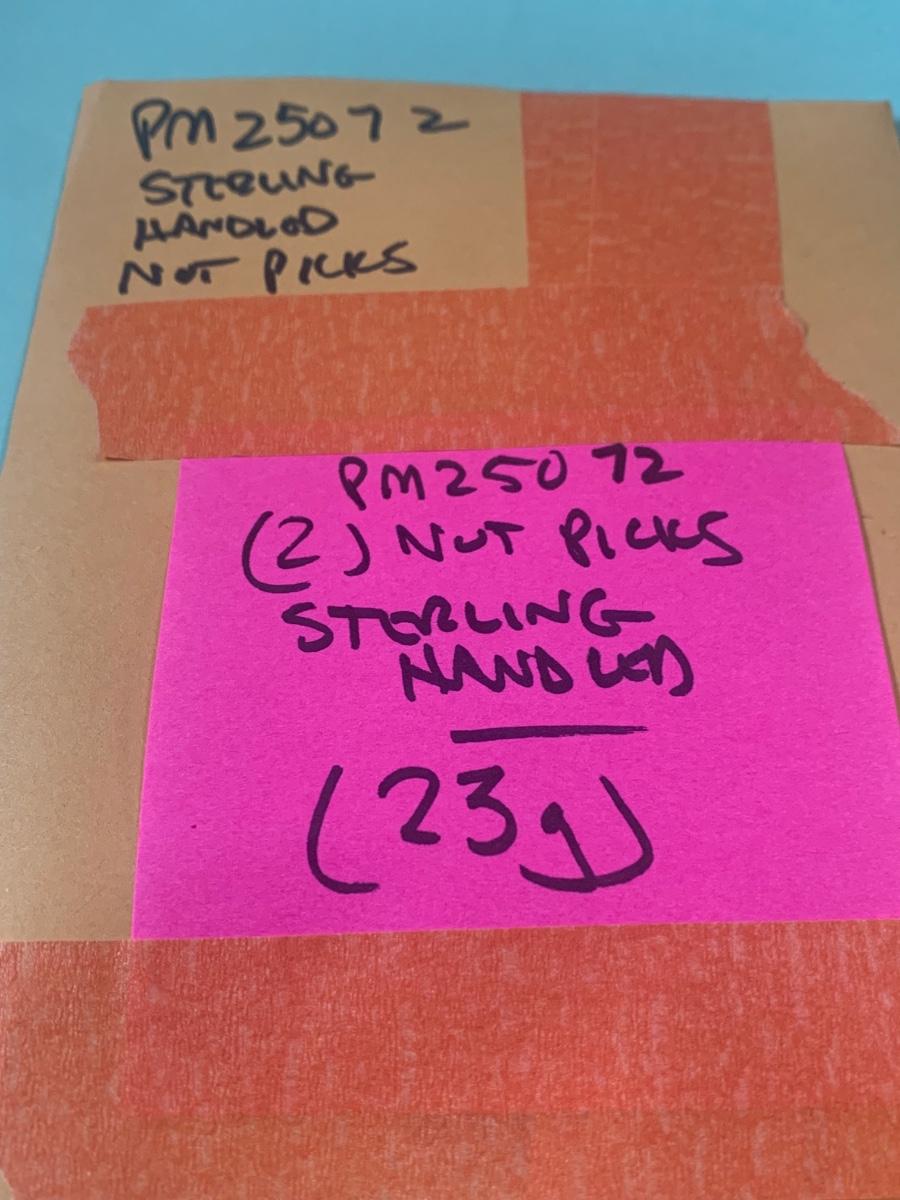 PM25072
STERLING
HANDLED
NUT PICKS
PM25072
(2) NUT PICKS
STERLING
HANDLED
(23g)